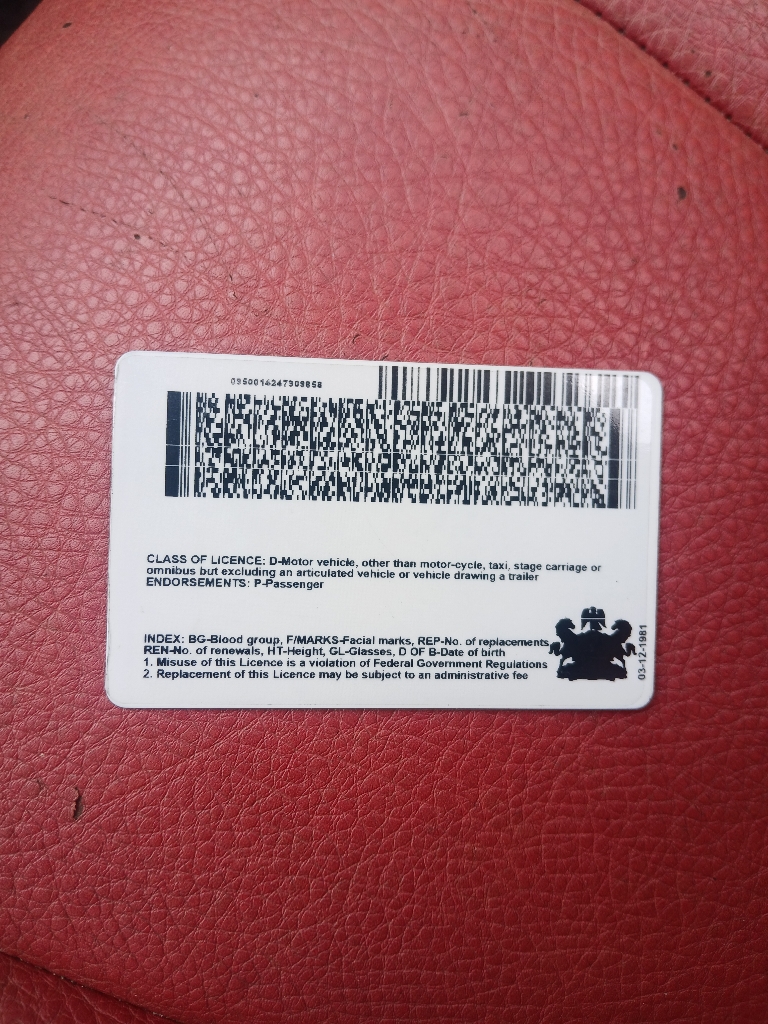 0950014247909858
CLASS OF LICENCE: D-Motor vehicle, other than motor-cycle, taxi, stage carriage or
omnibus but excluding an articulated vehicle or vehicle drawing a trailer
ENDORSEMENTS: P-Passenger
INDEX: BG-Blood group, F/MARKS-Facial marks, REP-No. of replacements
REN-No. of renewals, HT-Height, GL-Glasses, D OF B-Date of birth
1. Misuse of this Licence is a violation of Federal Government Regulations
2. Replacement of this Licence may be subject to an administrative fee
03-12-1981